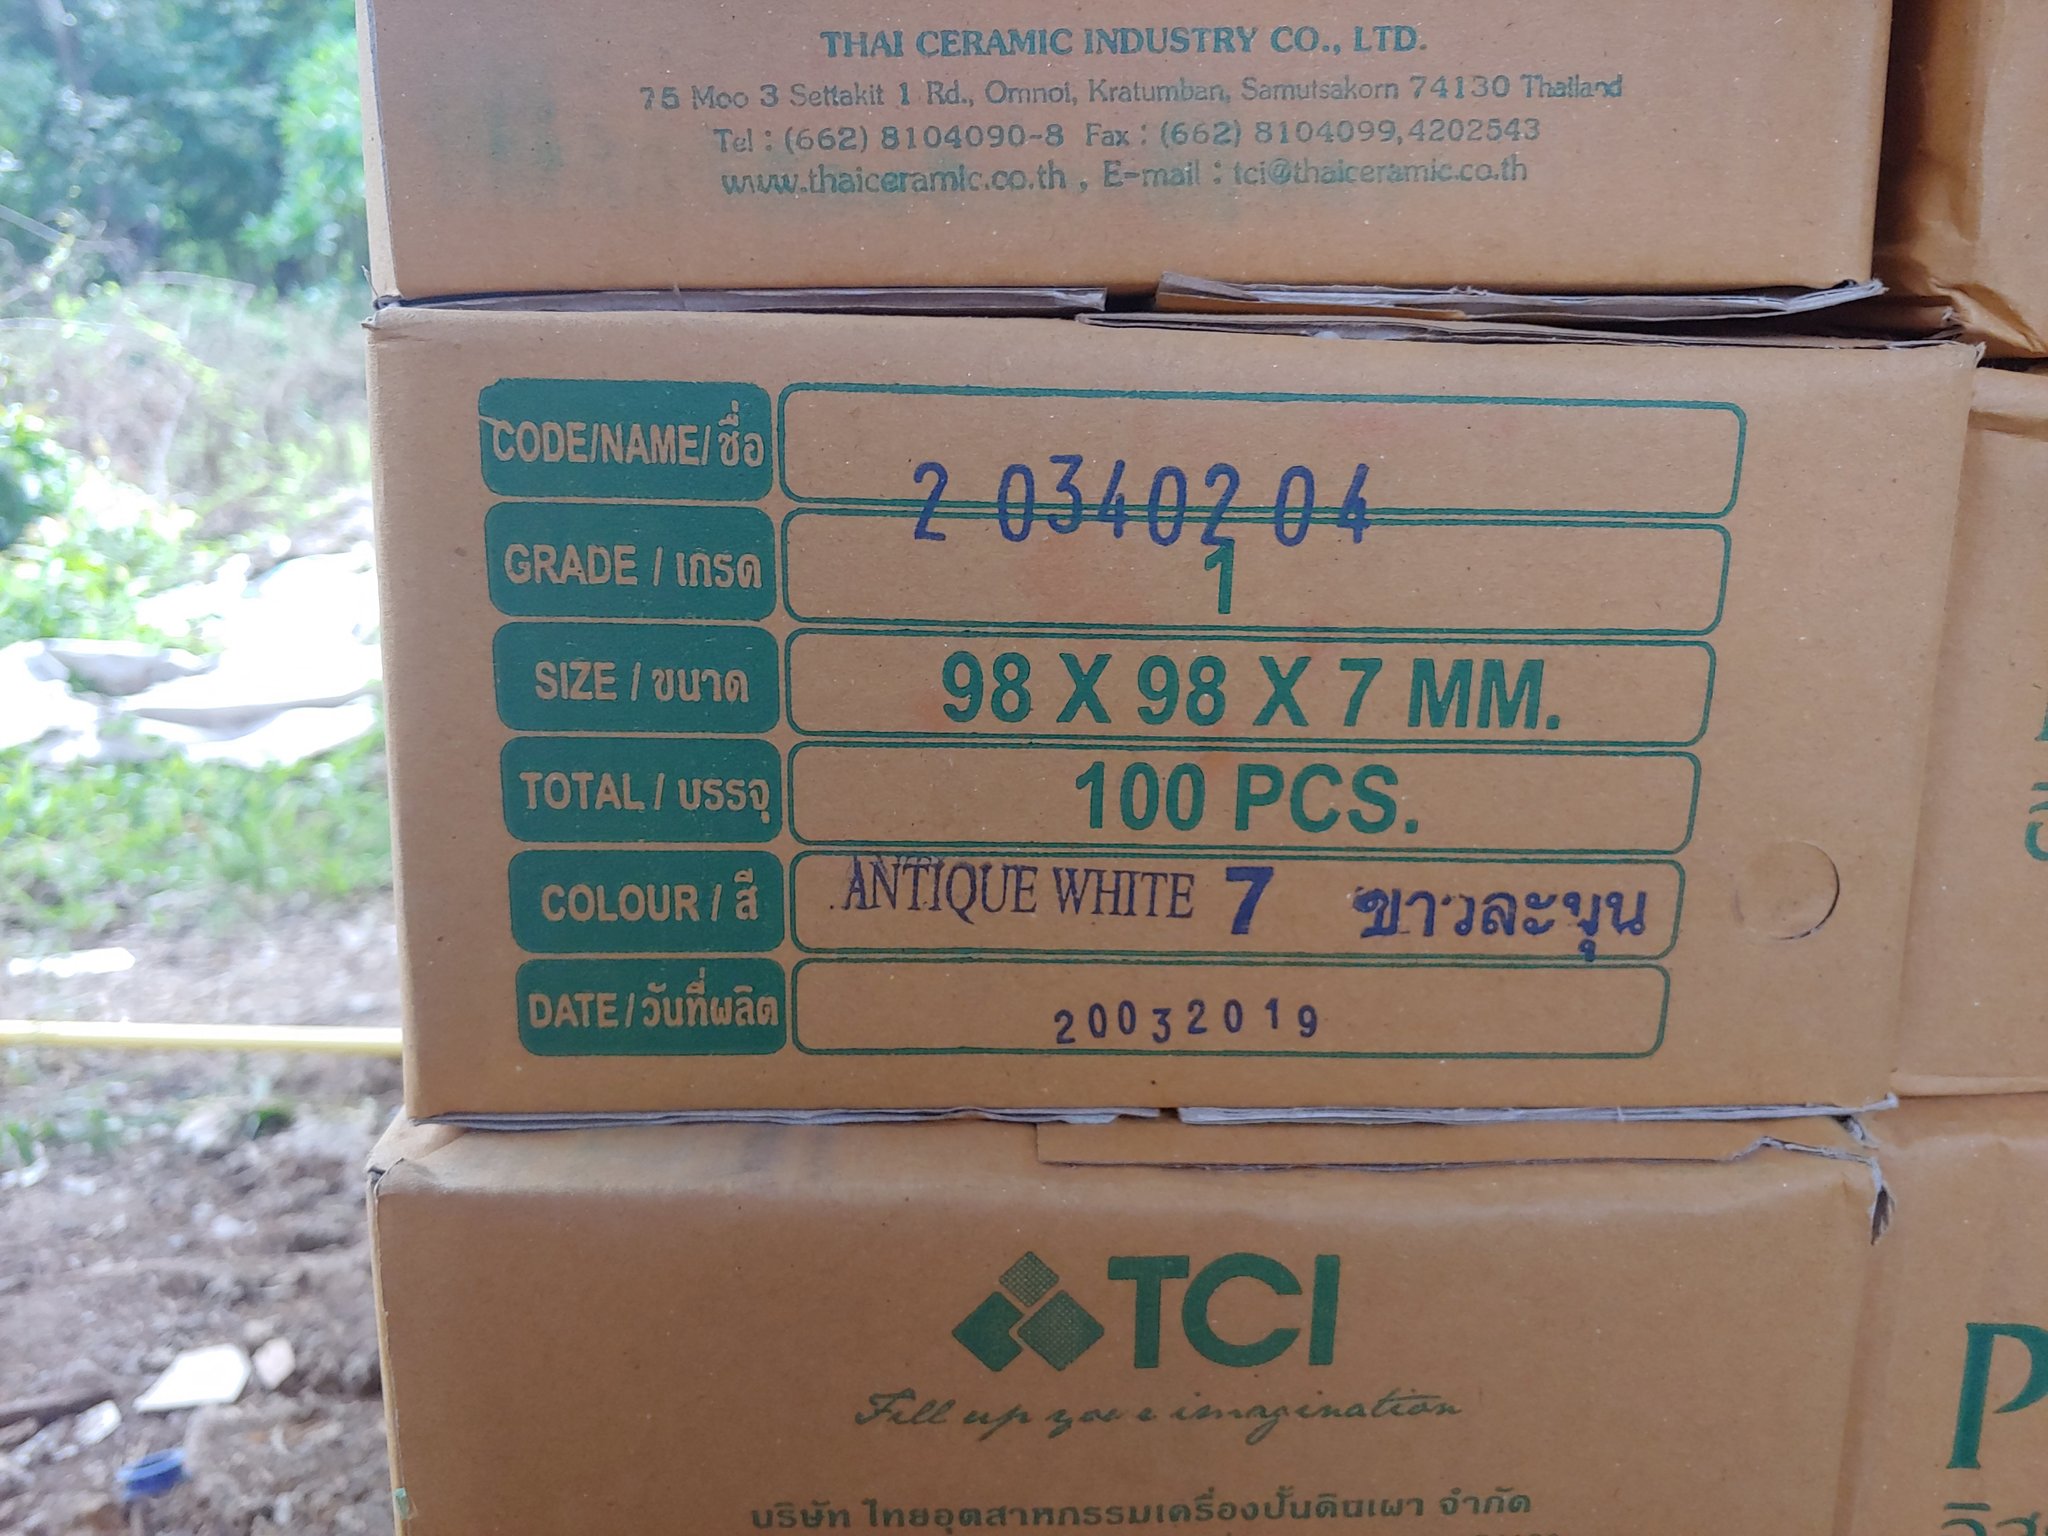 THAI CERAMIC INDUSTRY CO., LTD.
75 Moo 3 Settakit 1 Rd., Omnoi, Kratumban, Samutsakorn 74130 Thailand
Tel : (662) 8104090-8 Fax : (662) 8104099,4202543
www.thaiceramic.co.th , E-mail : tci@thaiceramic.co.th
CODE/NAME/ ชื่อ
2 0340204
GRADE / เกรด
1
SIZE / ขนาด
98 X 98 X 7 MM.
TOTAL / บรรจุ
100 PCS.
COLOUR / สี
ANTIQUE WHITE 7 ขาวละมุน
DATE / วันที่ผลิต
20032019
TCI
Fill up your imagination
บริษัท ไทยอุตสาหกรรมเครื่องปั้นดินเผา จำกัด